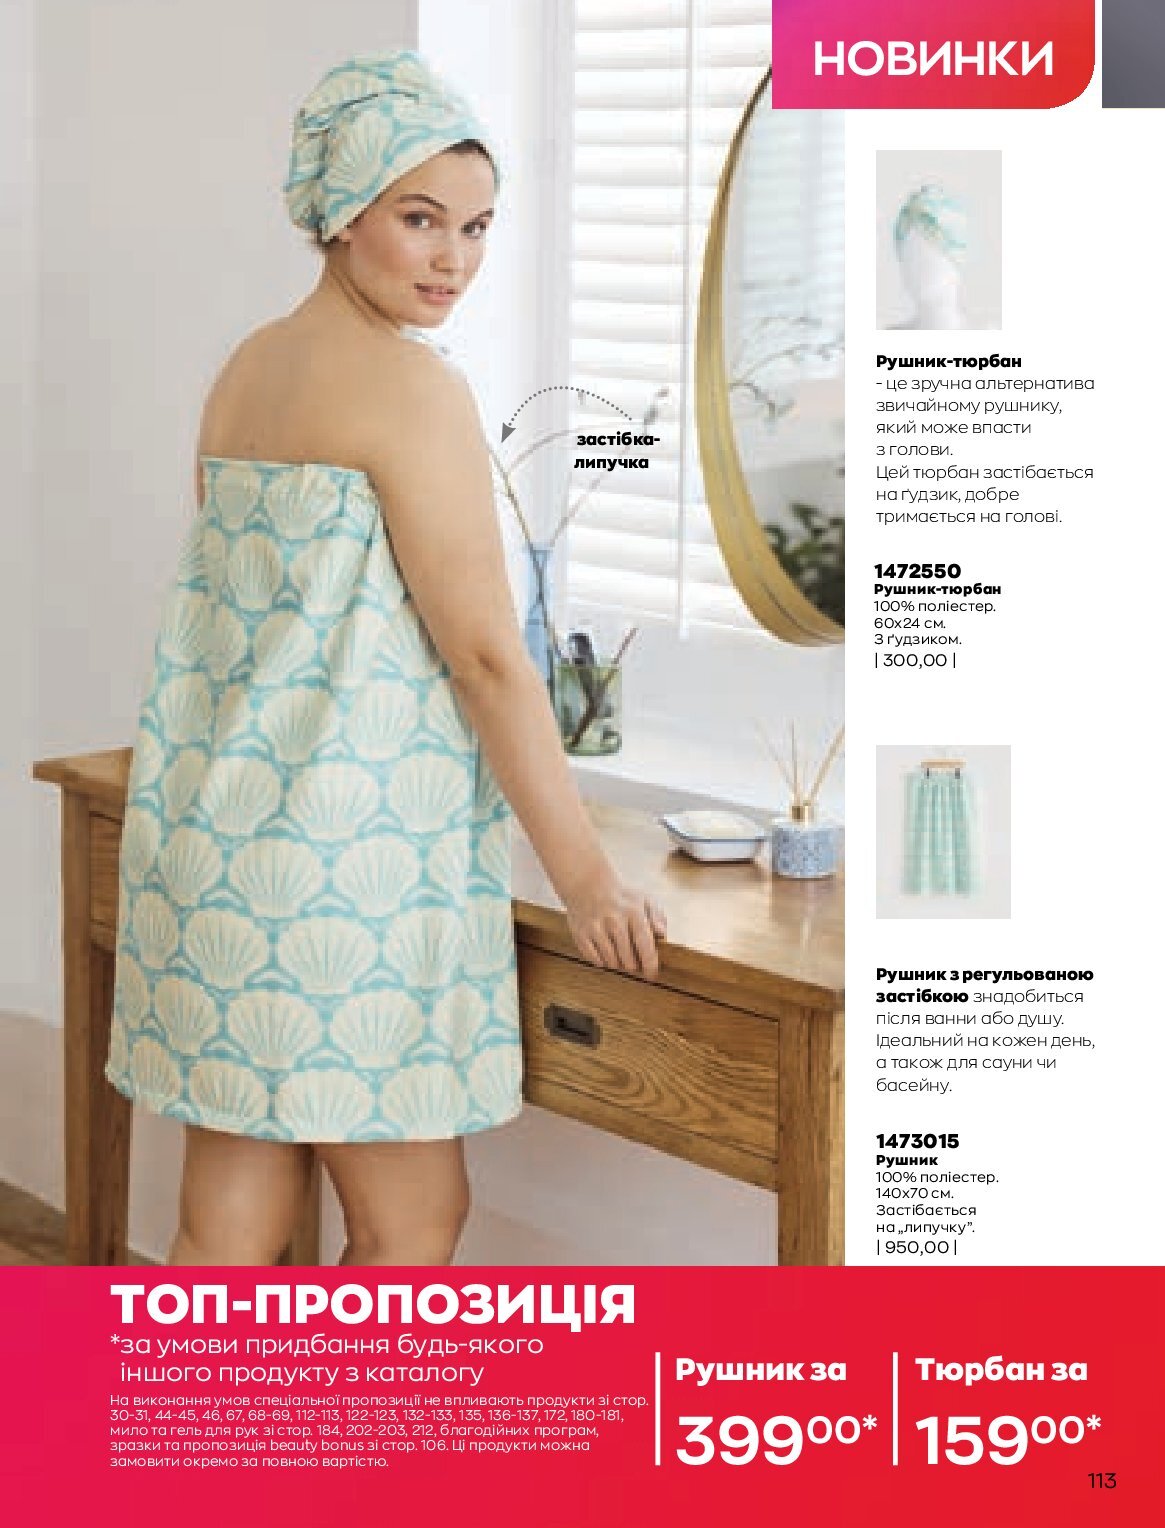 НОВИНКИ
застібка-
липучка
Рушник-тюрбан
- це зручна альтернатива
звичайному рушнику,
який може впасти
з голови.
Цей тюрбан застібається
на ґудзик, добре
тримається на голові.
1472550
Рушник-тюрбан
100% поліестер.
60х24 см.
З ґудзиком.
| 300,00 |
Рушник з регульованою
застібкою знадобиться
після ванни або душу.
Ідеальний на кожен день,
а також для сауни чи
басейну.
1473015
Рушник
100% поліестер.
140х70 см.
Застібається
на „липучку”.
| 950,00 |
ТОП-ПРОПОЗИЦІЯ
*за умови придбання будь-якого
іншого продукту з каталогу
На виконання умов спеціальної пропозиції не впливають продукти зі стор.
30-31, 44-45, 46, 67, 68-69, 112-113, 122-123, 132-133, 135, 136-137, 172, 180-181,
мило та гель для рук зі стор. 184, 202-203, 212, благодійних програм,
зразки та пропозиція beauty bonus зі стор. 106. Ці продукти можна
замовити окремо за повною вартістю.
Рушник за
399⁰⁰*
Тюрбан за
159⁰⁰*
113